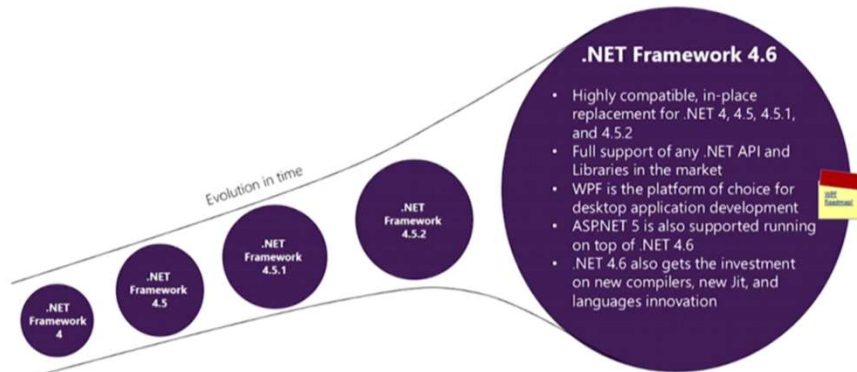 .NET Framework 4.6
• Highly compatible, in-place
replacement for .NET 4, 4.5, 4.5.1,
and 4.5.2
• Full support of any .NET API and
Libraries in the market
• WPF is the platform of choice for
desktop application development
• ASP.NET 5 is also supported running
on top of .NET 4.6
• .NET 4.6 also gets the investment
on new compilers, new Jit, and
languages innovation
WPF
Roadmap!
Evolution in time
.NET
Framework
4.5.2
.NET
Framework
4.5.1
.NET
Framework
4.5
.NET
Framework
4